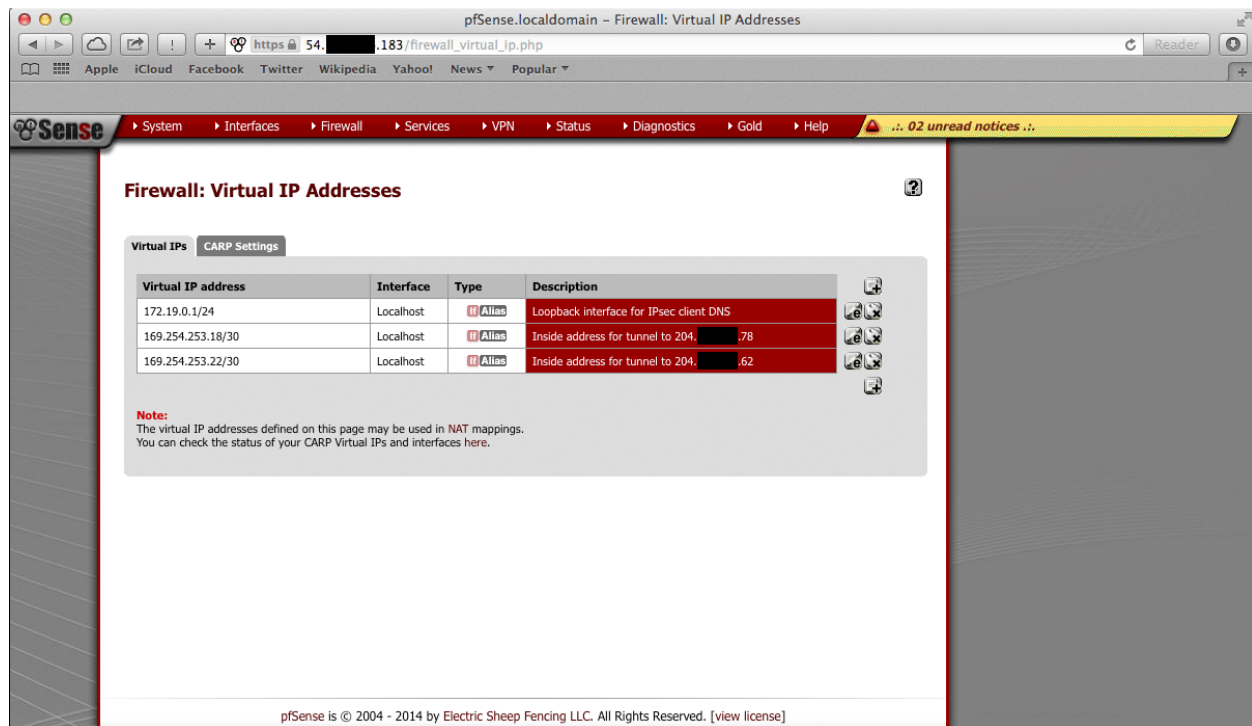 pfSense.localdomain – Firewall: Virtual IP Addresses
https 54. .183/firewall_virtual_ip.php Reader
Apple iCloud Facebook Twitter Wikipedia Yahoo! News Popular
Sense System Interfaces Firewall Services VPN Status Diagnostics Gold Help .:. 02 unread notices .:.
Firewall: Virtual IP Addresses ?
Virtual IPs CARP Settings
Virtual IP address Interface Type Description
172.19.0.1/24 Localhost If Alias Loopback interface for IPsec client DNS
169.254.253.18/30 Localhost If Alias Inside address for tunnel to 204. .78
169.254.253.22/30 Localhost If Alias Inside address for tunnel to 204. .62
Note:
The virtual IP addresses defined on this page may be used in NAT mappings.
You can check the status of your CARP Virtual IPs and interfaces here.
pfSense is © 2004 - 2014 by Electric Sheep Fencing LLC. All Rights Reserved. [view license]